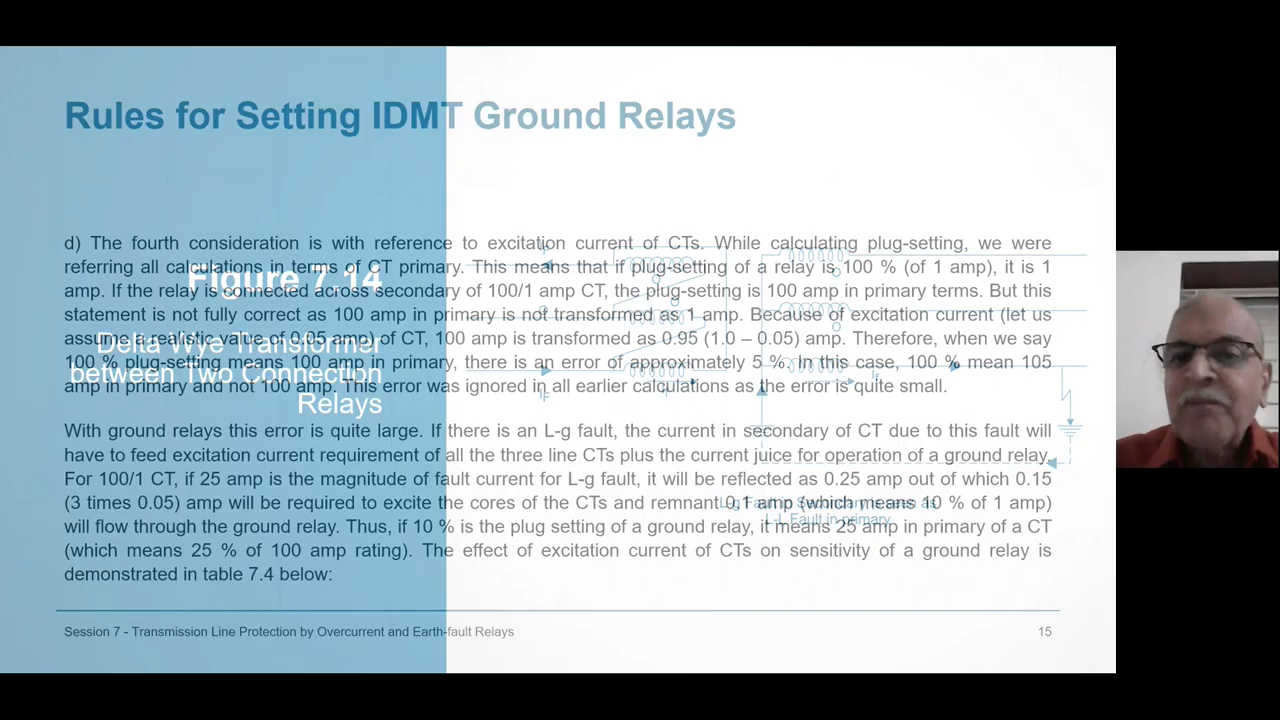 Rules for Setting IDMT Ground Relays
d) The fourth consideration is with reference to excitation current of CTs. While calculating plug-setting, we were
referring all calculations in terms of CT primary. This means that if plug-setting of a relay is 100 % (of 1 amp), it is 1
amp. If the relay is connected across secondary of 100/1 amp CT, the plug-setting is 100 amp in primary terms. But this
statement is not fully correct as 100 amp in primary is not transformed as 1 amp. Because of excitation current (let us
assume a realistic value of 0.05 amp) of CT, 100 amp is transformed as 0.95 (1.0 – 0.05) amp. Therefore, when we say
100 % plug-setting means 100 amp in primary, there is an error of approximately 5 %. In this case, 100 % mean 105
amp in primary and not 100 amp. This error was ignored in all earlier calculations as the error is quite small.
With ground relays this error is quite large. If there is an L-g fault, the current in secondary of CT due to this fault will
have to feed excitation current requirement of all the three line CTs plus the current juice for operation of a ground relay.
For 100/1 CT, if 25 amp is the magnitude of fault current for L-g fault, it will be reflected as 0.25 amp out of which 0.15
(3 times 0.05) amp will be required to excite the cores of the CTs and remnant 0.1 amp (which means 10 % of 1 amp)
will flow through the ground relay. Thus, if 10 % is the plug setting of a ground relay, it means 25 amp in primary of a CT
(which means 25 % of 100 amp rating). The effect of excitation current of CTs on sensitivity of a ground relay is
demonstrated in table 7.4 below:
Figure 7.14
Delta Wye Transformer
between Two Connection
Relays
L-g Fault in Secondary is seen as
L-L Fault in primary
Session 7 - Transmission Line Protection by Overcurrent and Earth-fault Relays
15